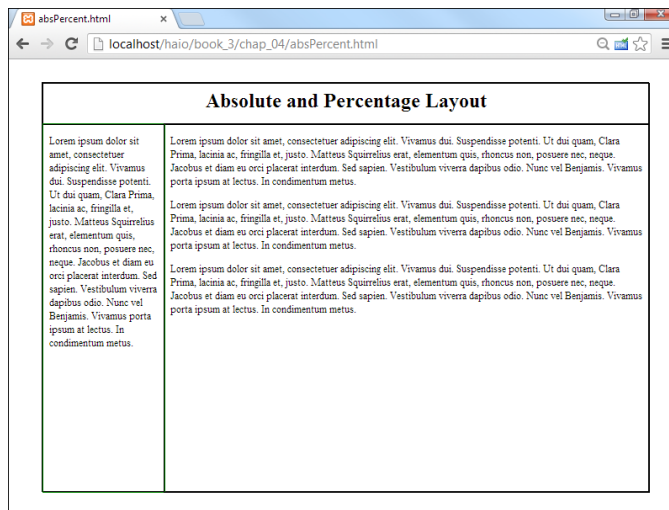 absPercent.html
localhost/haio/book_3/chap_04/absPercent.html
Absolute and Percentage Layout
Lorem ipsum dolor sit
amet, consectetuer
adipiscing elit. Vivamus
dui. Suspendisse potenti.
Ut dui quam, Clara Prima,
lacinia ac, fringilla et,
justo. Matteus Squirrelius
erat, elementum quis,
rhoncus non, posuere nec,
neque. Jacobus et diam eu
orci placerat interdum. Sed
sapien. Vestibulum viverra
dapibus odio. Nunc vel
Benjamis. Vivamus porta
ipsum at lectus. In
condimentum metus.
Lorem ipsum dolor sit amet, consectetuer adipiscing elit. Vivamus dui. Suspendisse potenti. Ut dui quam, Clara
Prima, lacinia ac, fringilla et, justo. Matteus Squirrelius erat, elementum quis, rhoncus non, posuere nec, neque.
Jacobus et diam eu orci placerat interdum. Sed sapien. Vestibulum viverra dapibus odio. Nunc vel Benjamis. Vivamus
porta ipsum at lectus. In condimentum metus.
Lorem ipsum dolor sit amet, consectetuer adipiscing elit. Vivamus dui. Suspendisse potenti. Ut dui quam, Clara
Prima, lacinia ac, fringilla et, justo. Matteus Squirrelius erat, elementum quis, rhoncus non, posuere nec, neque.
Jacobus et diam eu orci placerat interdum. Sed sapien. Vestibulum viverra dapibus odio. Nunc vel Benjamis. Vivamus
porta ipsum at lectus. In condimentum metus.
Lorem ipsum dolor sit amet, consectetuer adipiscing elit. Vivamus dui. Suspendisse potenti. Ut dui quam, Clara
Prima, lacinia ac, fringilla et, justo. Matteus Squirrelius erat, elementum quis, rhoncus non, posuere nec, neque.
Jacobus et diam eu orci placerat interdum. Sed sapien. Vestibulum viverra dapibus odio. Nunc vel Benjamis. Vivamus
porta ipsum at lectus. In condimentum metus.